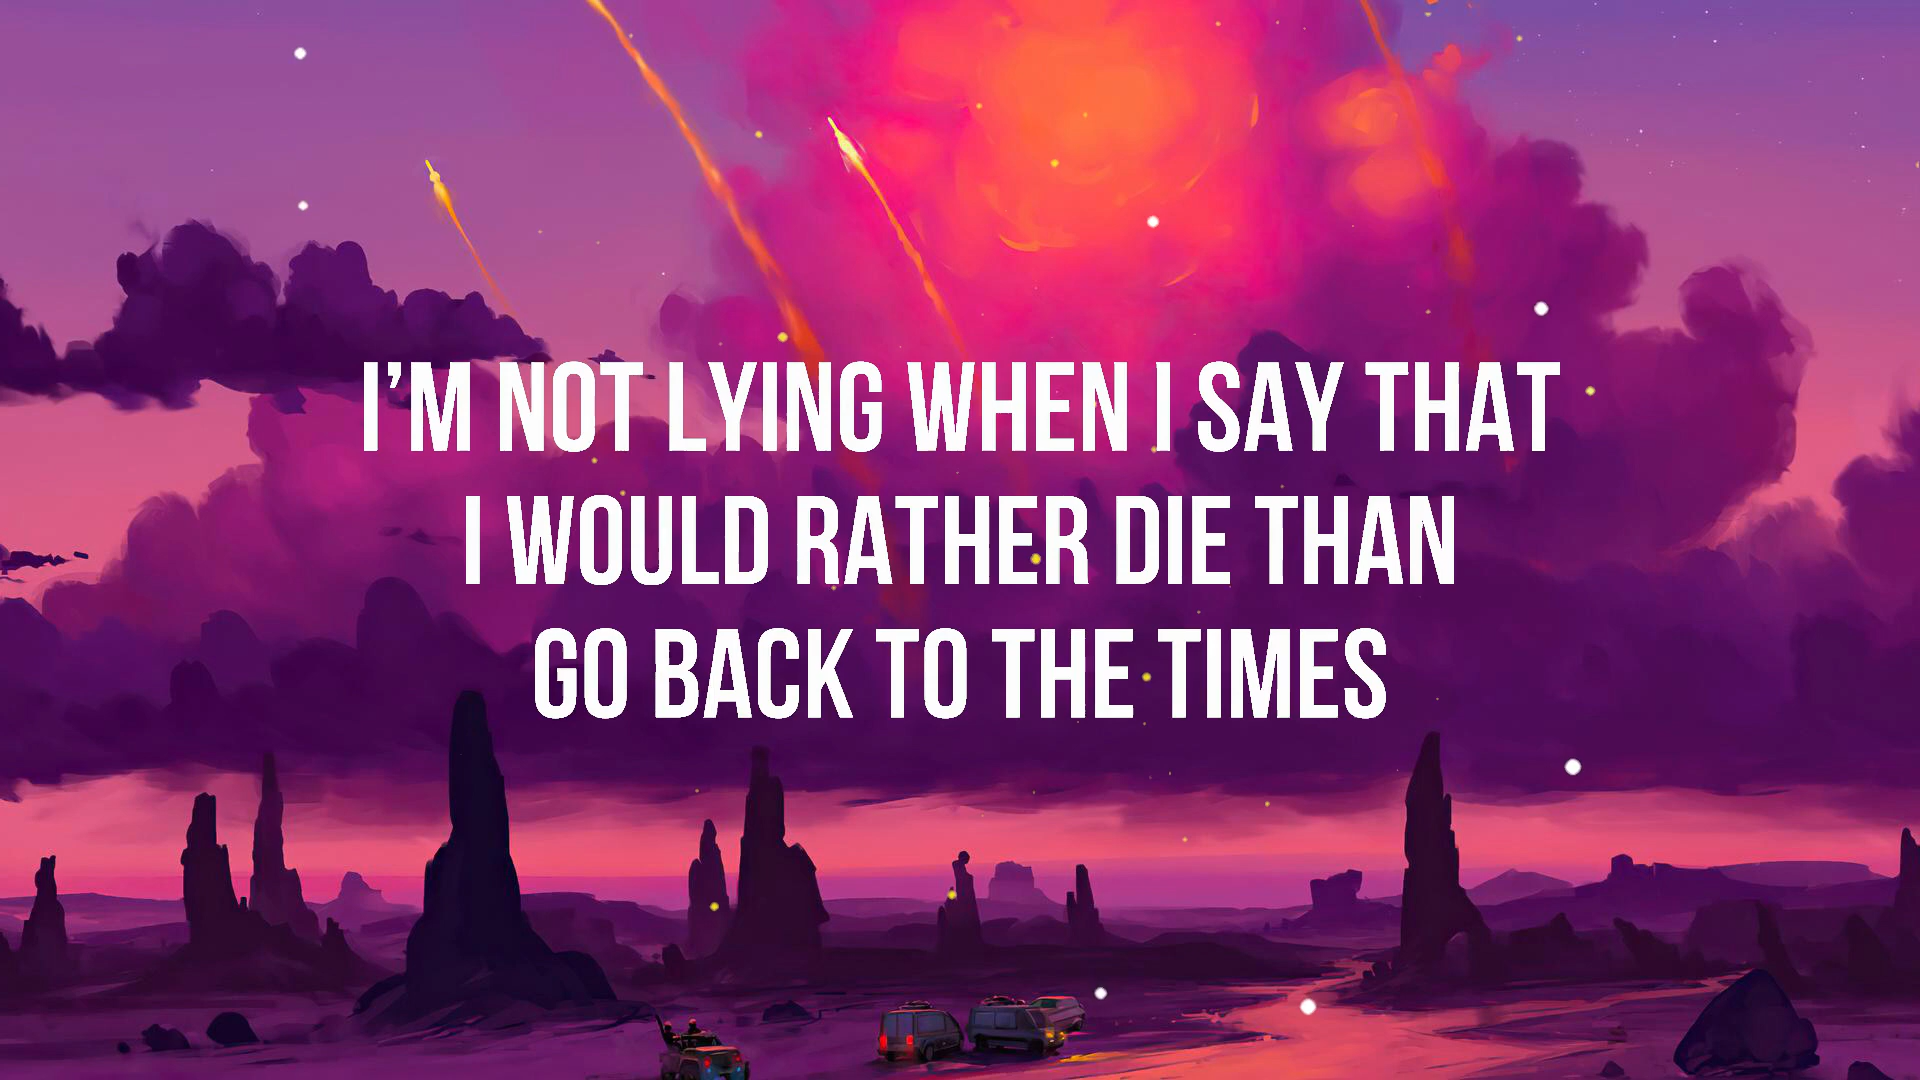 I’M NOT LYING WHEN I SAY THAT
I WOULD RATHER DIE THAN
GO BACK TO THE TIMES